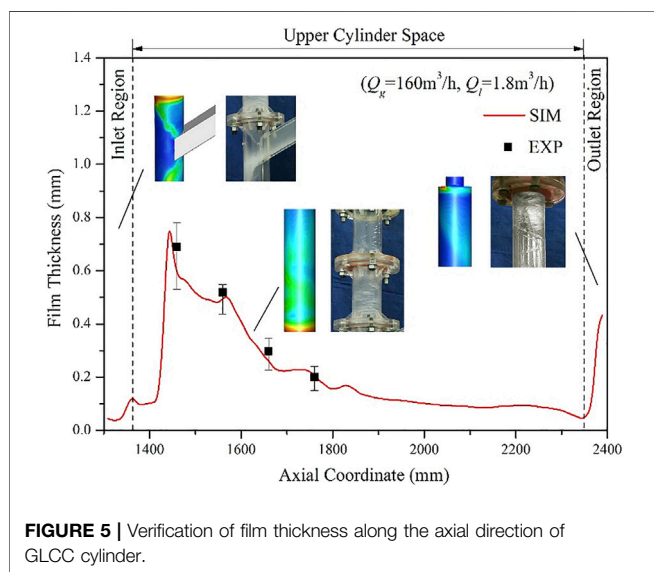 Upper Cylinder Space
Inlet Region
Outlet Region
(Q_g=160m³/h, Q_l=1.8m³/h)
SIM
EXP
Film Thickness (mm)
1.4
1.2
1.0
0.8
0.6
0.4
0.2
0.0
1400 1600 1800 2000 2200 2400
Axial Coordinate (mm)
FIGURE 5 | Verification of film thickness along the axial direction of
GLCC cylinder.